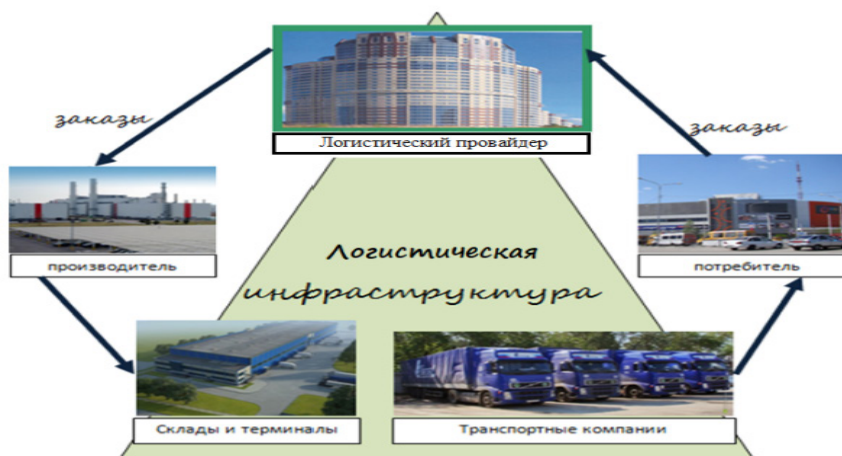 заказы
заказы
Логистический провайдер
производитель
потребитель
Логистическая
инфраструктура
Склады и терминалы
Транспортные компании